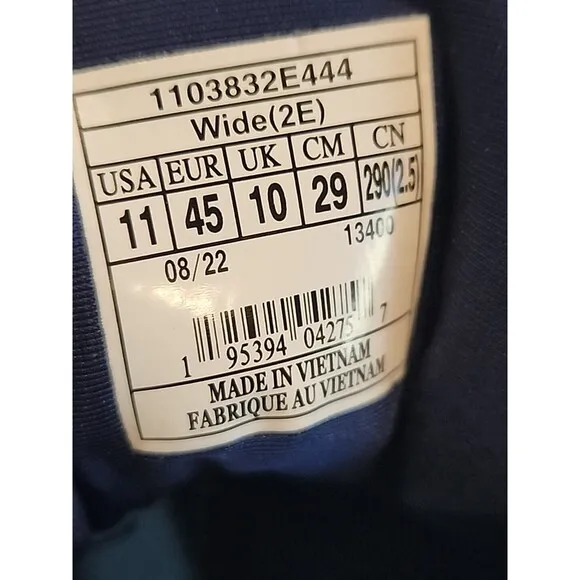 1103832E444
Wide(2E)
USA EUR UK CM CN
11 45 10 29 290(2.5)
08/22 13400
1 95394 04275 7
MADE IN VIETNAM
FABRIQUE AU VIETNAM